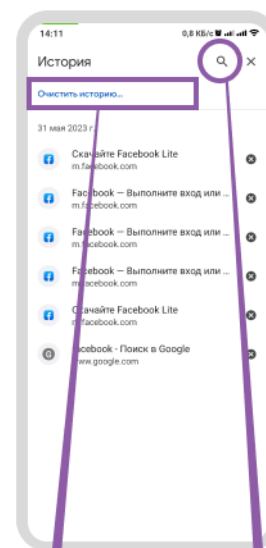 14:11
0,8 КБ/с
История
Очистить историю...
31 мая 2023 г.
Скачайте Facebook Lite
m.facebook.com
Facebook — Выполните вход или ...
m.facebook.com
Facebook — Выполните вход или ...
m.facebook.com
Facebook — Выполните вход или ...
m.facebook.com
Скачайте Facebook Lite
m.facebook.com
G
Facebook - Поиск в Google
www.google.com